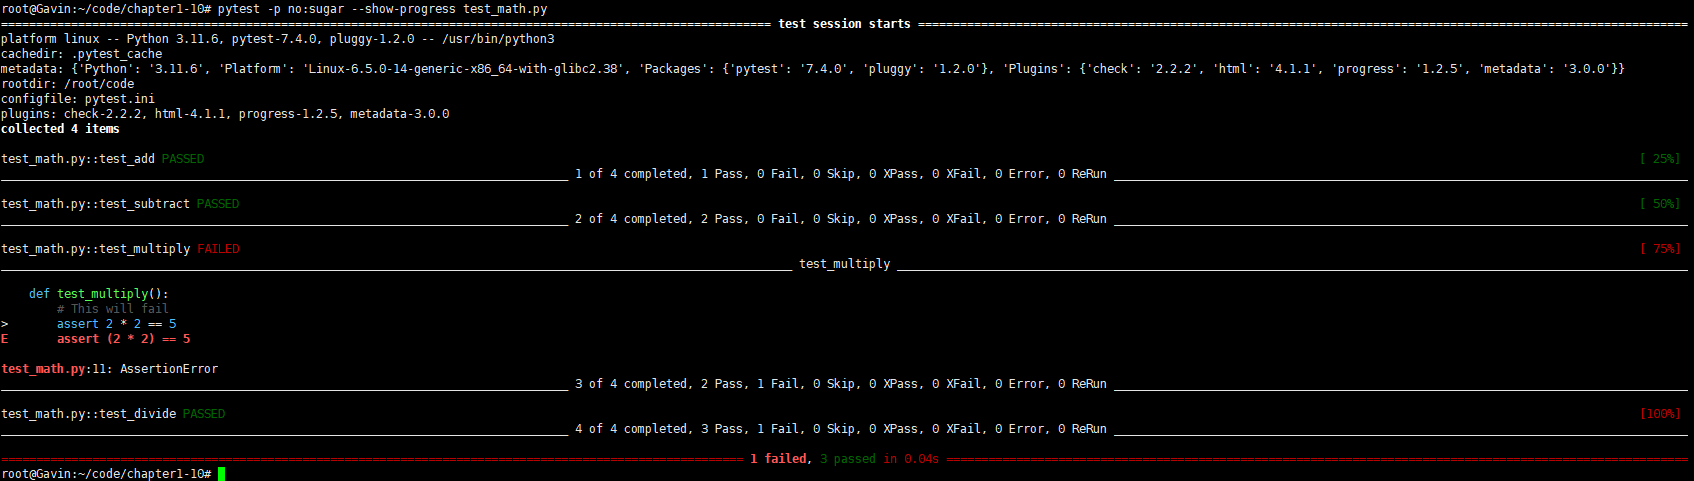 root@Gavin:~/code/chapter1-10# pytest -p no:sugar --show-progress test_math.py
test session starts
platform linux -- Python 3.11.6, pytest-7.4.0, pluggy-1.2.0 -- /usr/bin/python3
cachedir: .pytest_cache
metadata: {'Python': '3.11.6', 'Platform': 'Linux-6.5.0-14-generic-x86_64-with-glibc2.38', 'Packages': {'pytest': '7.4.0', 'pluggy': '1.2.0'}, 'Plugins': {'check': '2.2.2', 'html': '4.1.1', 'progress': '1.2.5', 'metadata': '3.0.0'}}
rootdir: /root/code
configfile: pytest.ini
plugins: check-2.2.2, html-4.1.1, progress-1.2.5, metadata-3.0.0
collected 4 items
test_math.py::test_add PASSED [ 25%]
1 of 4 completed, 1 Pass, 0 Fail, 0 Skip, 0 XPass, 0 XFail, 0 Error, 0 ReRun
test_math.py::test_subtract PASSED [ 50%]
2 of 4 completed, 2 Pass, 0 Fail, 0 Skip, 0 XPass, 0 XFail, 0 Error, 0 ReRun
test_math.py::test_multiply FAILED [ 75%]
test_multiply
def test_multiply():
# This will fail
> assert 2 * 2 == 5
E assert (2 * 2) == 5
test_math.py:11: AssertionError
3 of 4 completed, 2 Pass, 1 Fail, 0 Skip, 0 XPass, 0 XFail, 0 Error, 0 ReRun
test_math.py::test_divide PASSED [100%]
4 of 4 completed, 3 Pass, 1 Fail, 0 Skip, 0 XPass, 0 XFail, 0 Error, 0 ReRun
1 failed, 3 passed in 0.04s
root@Gavin:~/code/chapter1-10#